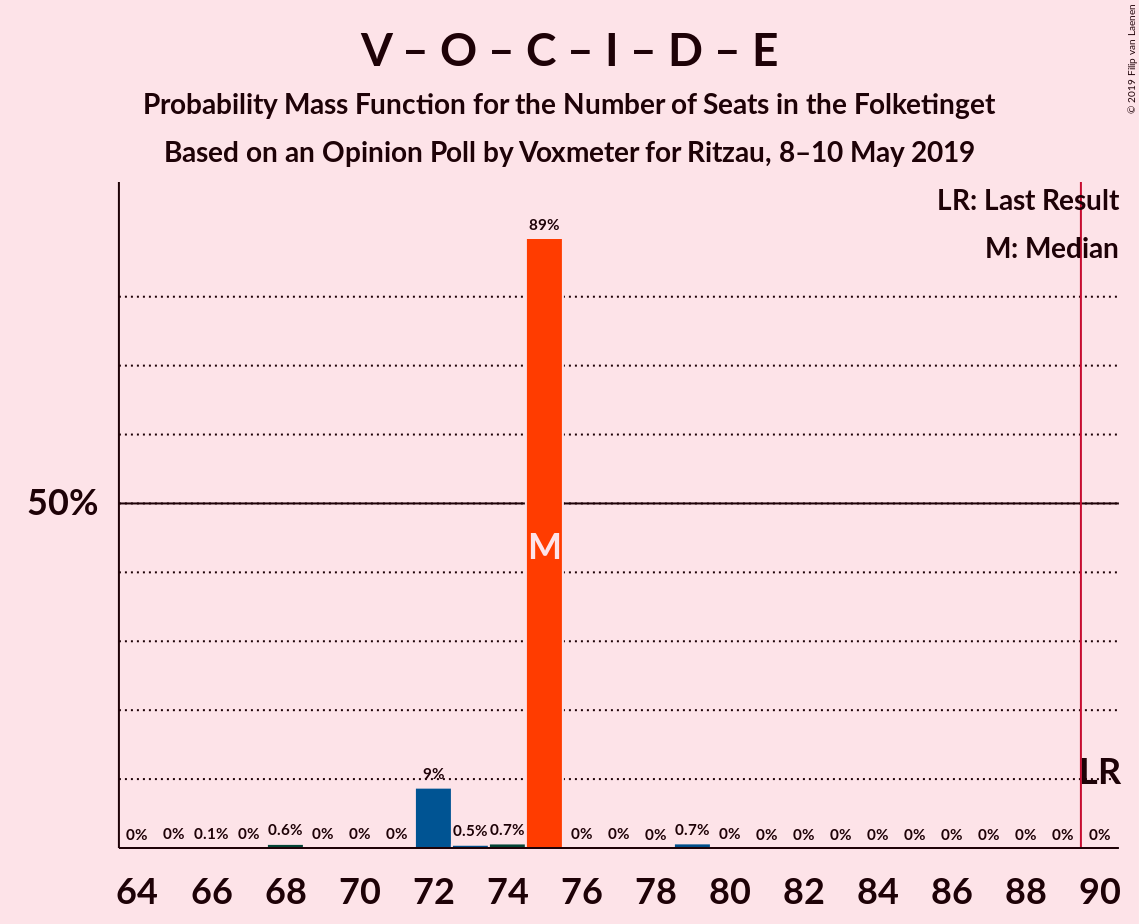 V – O – C – I – D – E
Probability Mass Function for the Number of Seats in the Folketinget
Based on an Opinion Poll by Voxmeter for Ritzau, 8–10 May 2019
© 2019 Filip van Laenen
LR: Last Result
M: Median
89%
50%
M
9%
LR
0% 0% 0.1% 0% 0.6% 0% 0% 0% 0.5% 0.7% 0% 0% 0% 0.7% 0% 0% 0% 0% 0% 0% 0% 0% 0% 0% 0%
64 66 68 70 72 74 76 78 80 82 84 86 88 90